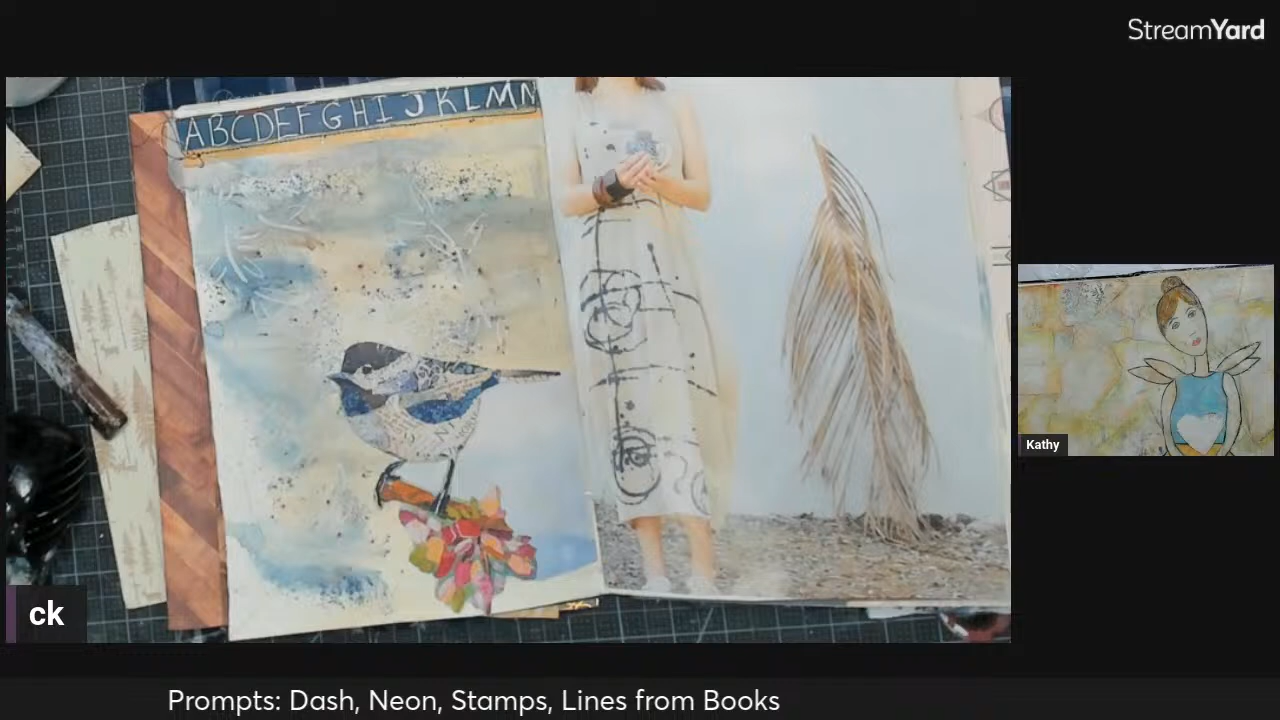 StreamYard
ABCDEFGHIJKLMN
Kathy
ck
Prompts: Dash, Neon, Stamps, Lines from Books